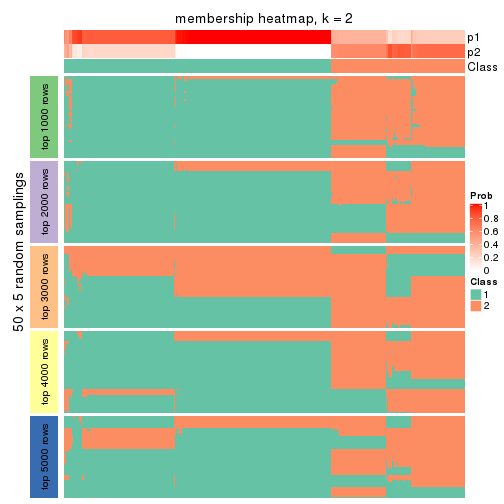 membership heatmap, k = 2
p1
p2
Class
50 x 5 random samplings
top 1000 rows
top 2000 rows
top 3000 rows
top 4000 rows
top 5000 rows
Prob
1
0.8
0.6
0.4
0.2
0
Class
1
2